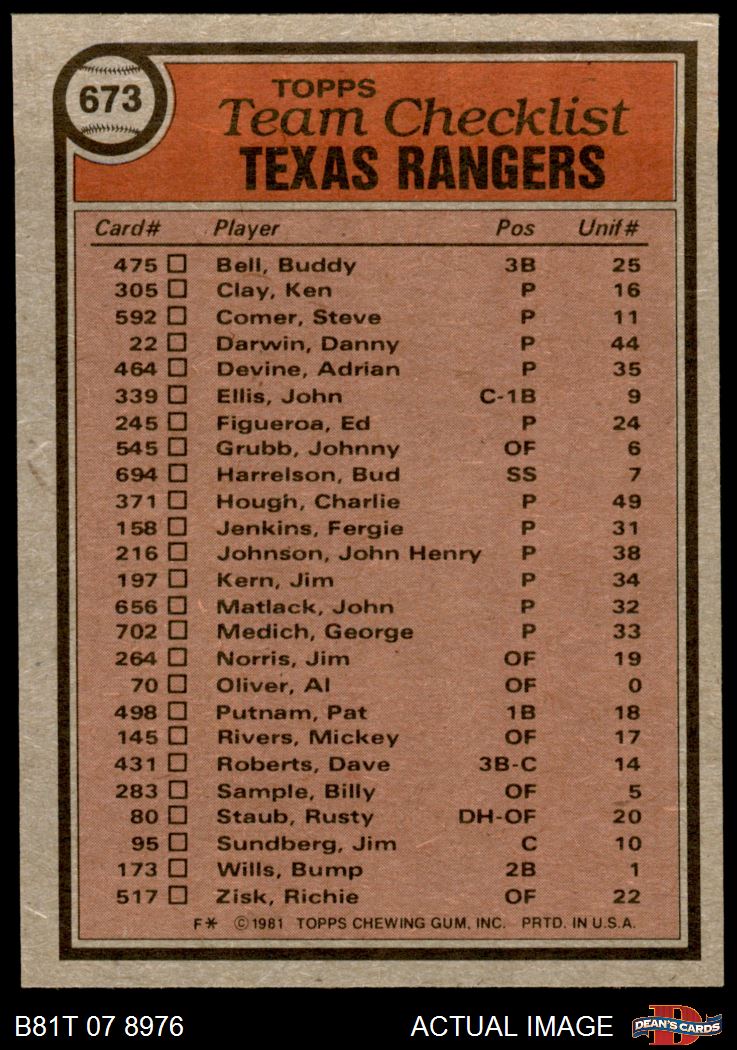 673
TOPPS
Team Checklist
TEXAS RANGERS
Card# Player Pos Unif#
475 Bell, Buddy 3B 25
305 Clay, Ken P 16
592 Comer, Steve P 11
22 Darwin, Danny P 44
464 Devine, Adrian P 35
339 Ellis, John C-1B 9
245 Figueroa, Ed P 24
545 Grubb, Johnny OF 6
694 Harrelson, Bud SS 7
371 Hough, Charlie P 49
158 Jenkins, Fergie P 31
216 Johnson, John Henry P 38
197 Kern, Jim P 34
656 Matlack, John P 32
702 Medich, George P 33
264 Norris, Jim OF 19
70 Oliver, Al OF 0
498 Putnam, Pat 1B 18
145 Rivers, Mickey OF 17
431 Roberts, Dave 3B-C 14
283 Sample, Billy OF 5
80 Staub, Rusty DH-OF 20
95 Sundberg, Jim C 10
173 Wills, Bump 2B 1
517 Zisk, Richie OF 22
F* ©1981 TOPPS CHEWING GUM, INC. PRTD. IN U.S.A.
B81T 07 8976 ACTUAL IMAGE DEAN'S CARDS